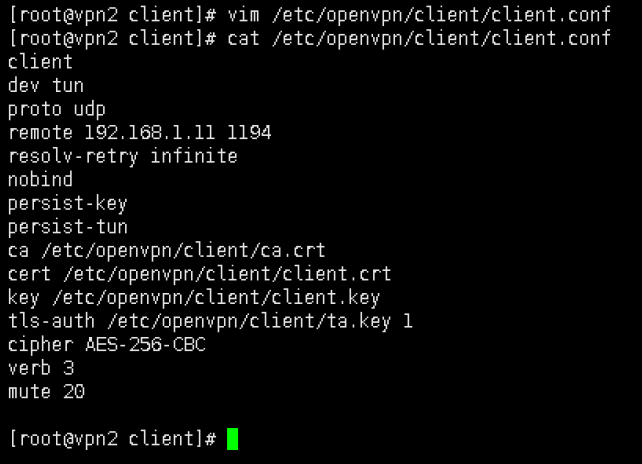 [root@vpn2 client]# vim /etc/openvpn/client/client.conf
[root@vpn2 client]# cat /etc/openvpn/client/client.conf
client
dev tun
proto udp
remote 192.168.1.11 1194
resolv-retry infinite
nobind
persist-key
persist-tun
ca /etc/openvpn/client/ca.crt
cert /etc/openvpn/client/client.crt
key /etc/openvpn/client/client.key
tls-auth /etc/openvpn/client/ta.key 1
cipher AES-256-CBC
verb 3
mute 20
[root@vpn2 client]#